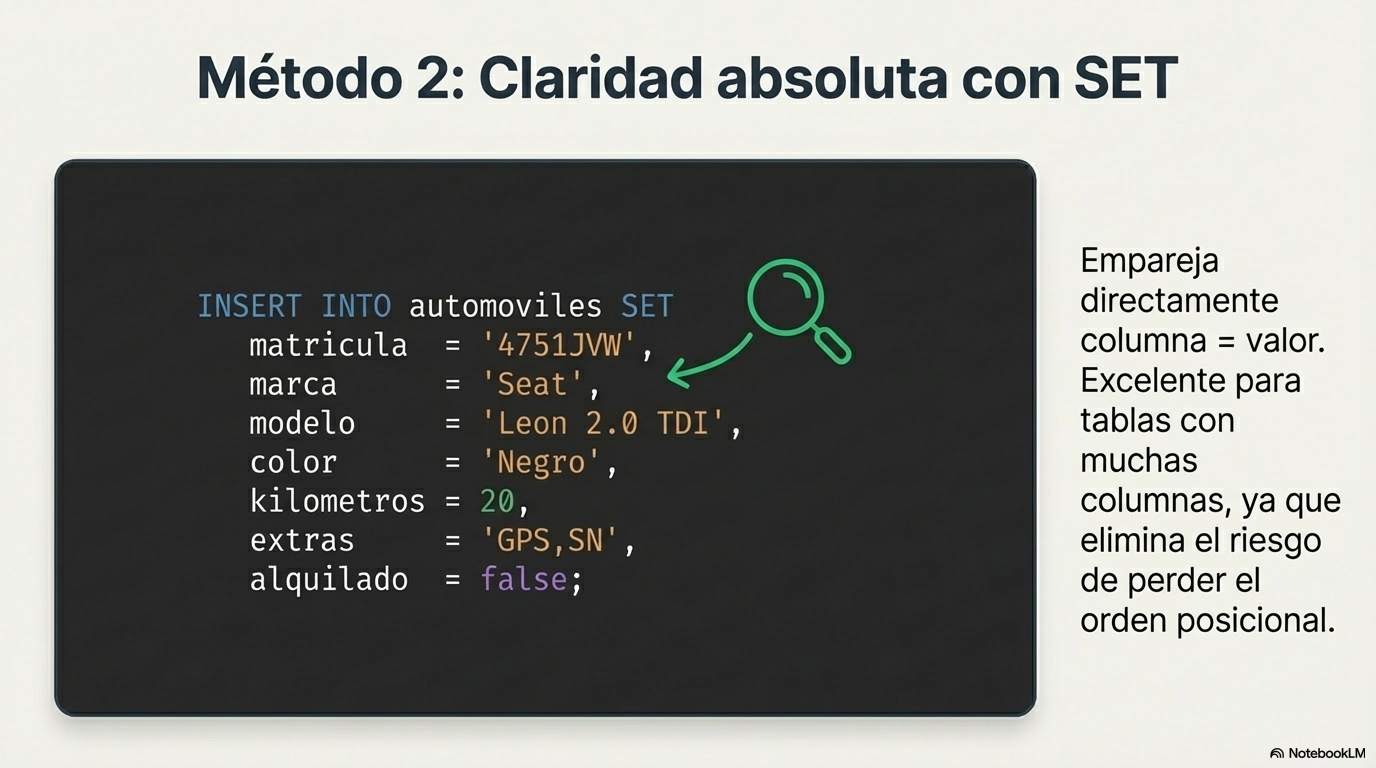 Método 2: Claridad absoluta con SET
INSERT INTO automoviles SET
matricula = '4751JVW',
marca = 'Seat',
modelo = 'Leon 2.0 TDI',
color = 'Negro',
kilometros = 20,
extras = 'GPS,SN',
alquilado = false;
Empareja
directamente
columna = valor.
Excelente para
tablas con
muchas
columnas, ya que
elimina el riesgo
de perder el
orden posicional.
NotebookLM